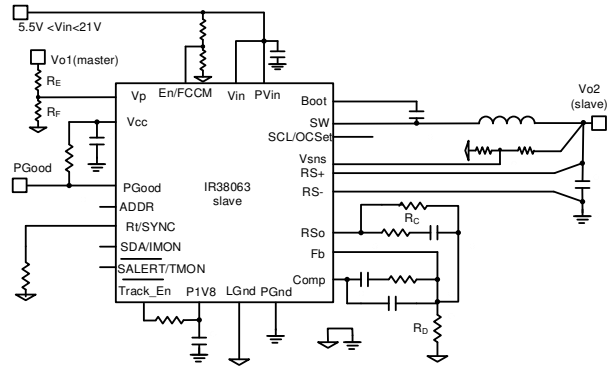 5.5V <Vin<21V
Vo1(master)
RE
RF
PGood
Vp
En/FCCM
Vin
PVin
Vcc
PGood
ADDR
Rt/SYNC
SDA/IMON
SALERT/TMON
Track_En
P1V8
LGnd
PGnd
IR38063
slave
Boot
SW
SCL/OCSet
Vsns
RS+
RS-
RSo
Fb
Comp
RC
RD
Vo2
(slave)